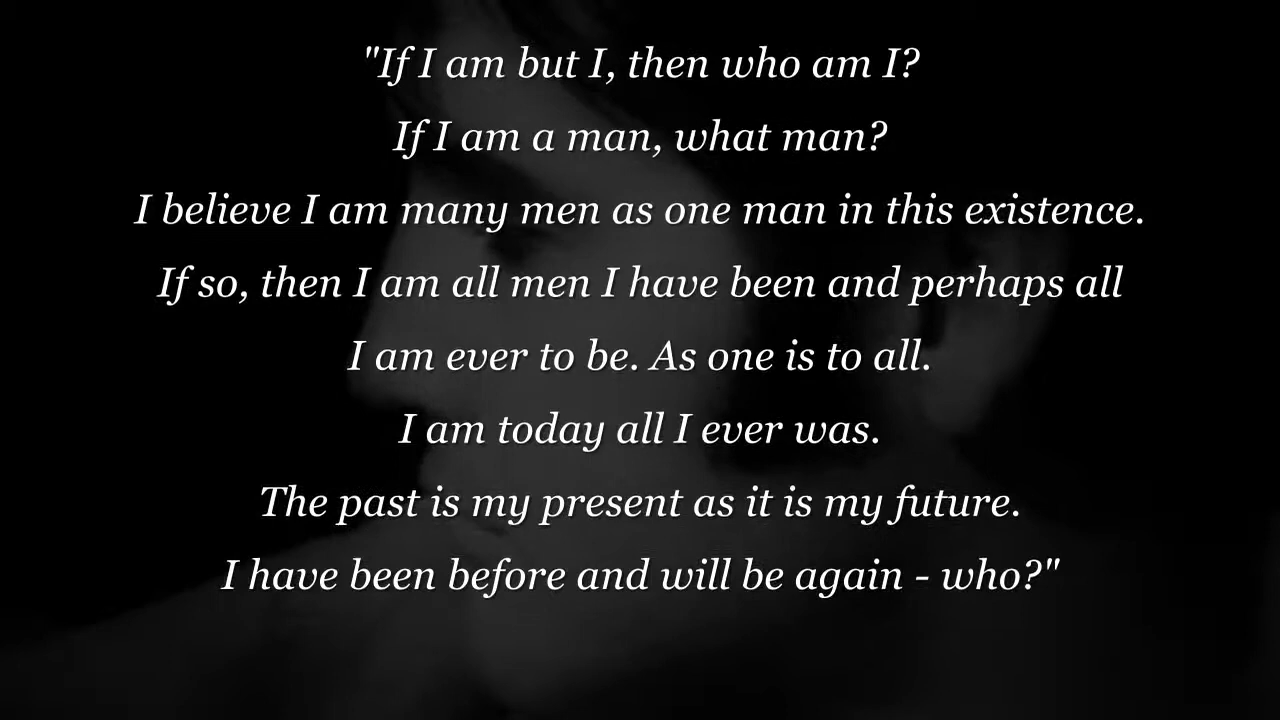 "If I am but I, then who am I?
If I am a man, what man?
I believe I am many men as one man in this existence.
If so, then I am all men I have been and perhaps all
I am ever to be. As one is to all.
I am today all I ever was.
The past is my present as it is my future.
I have been before and will be again - who?"